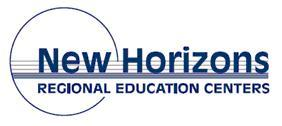 New Horizons
REGIONAL EDUCATION CENTERS